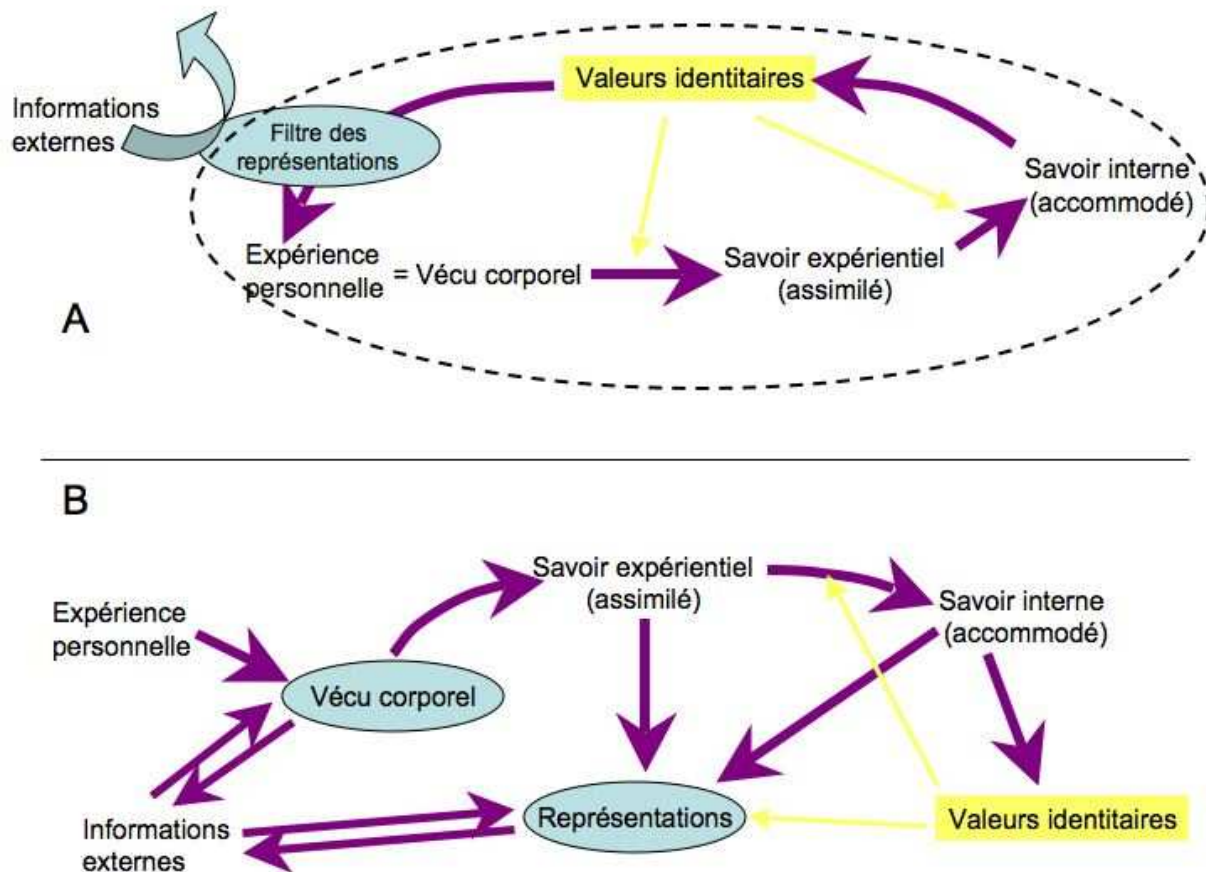 Valeurs identitaires
Informations
externes
Filtre des
représentations
Savoir interne
(accommodé)
Expérience
personnelle
= Vécu corporel
Savoir expérientiel
(assimilé)
A
B
Savoir expérientiel
(assimilé)
Expérience
personnelle
Savoir interne
(accommodé)
Vécu corporel
Informations
externes
Représentations
Valeurs identitaires